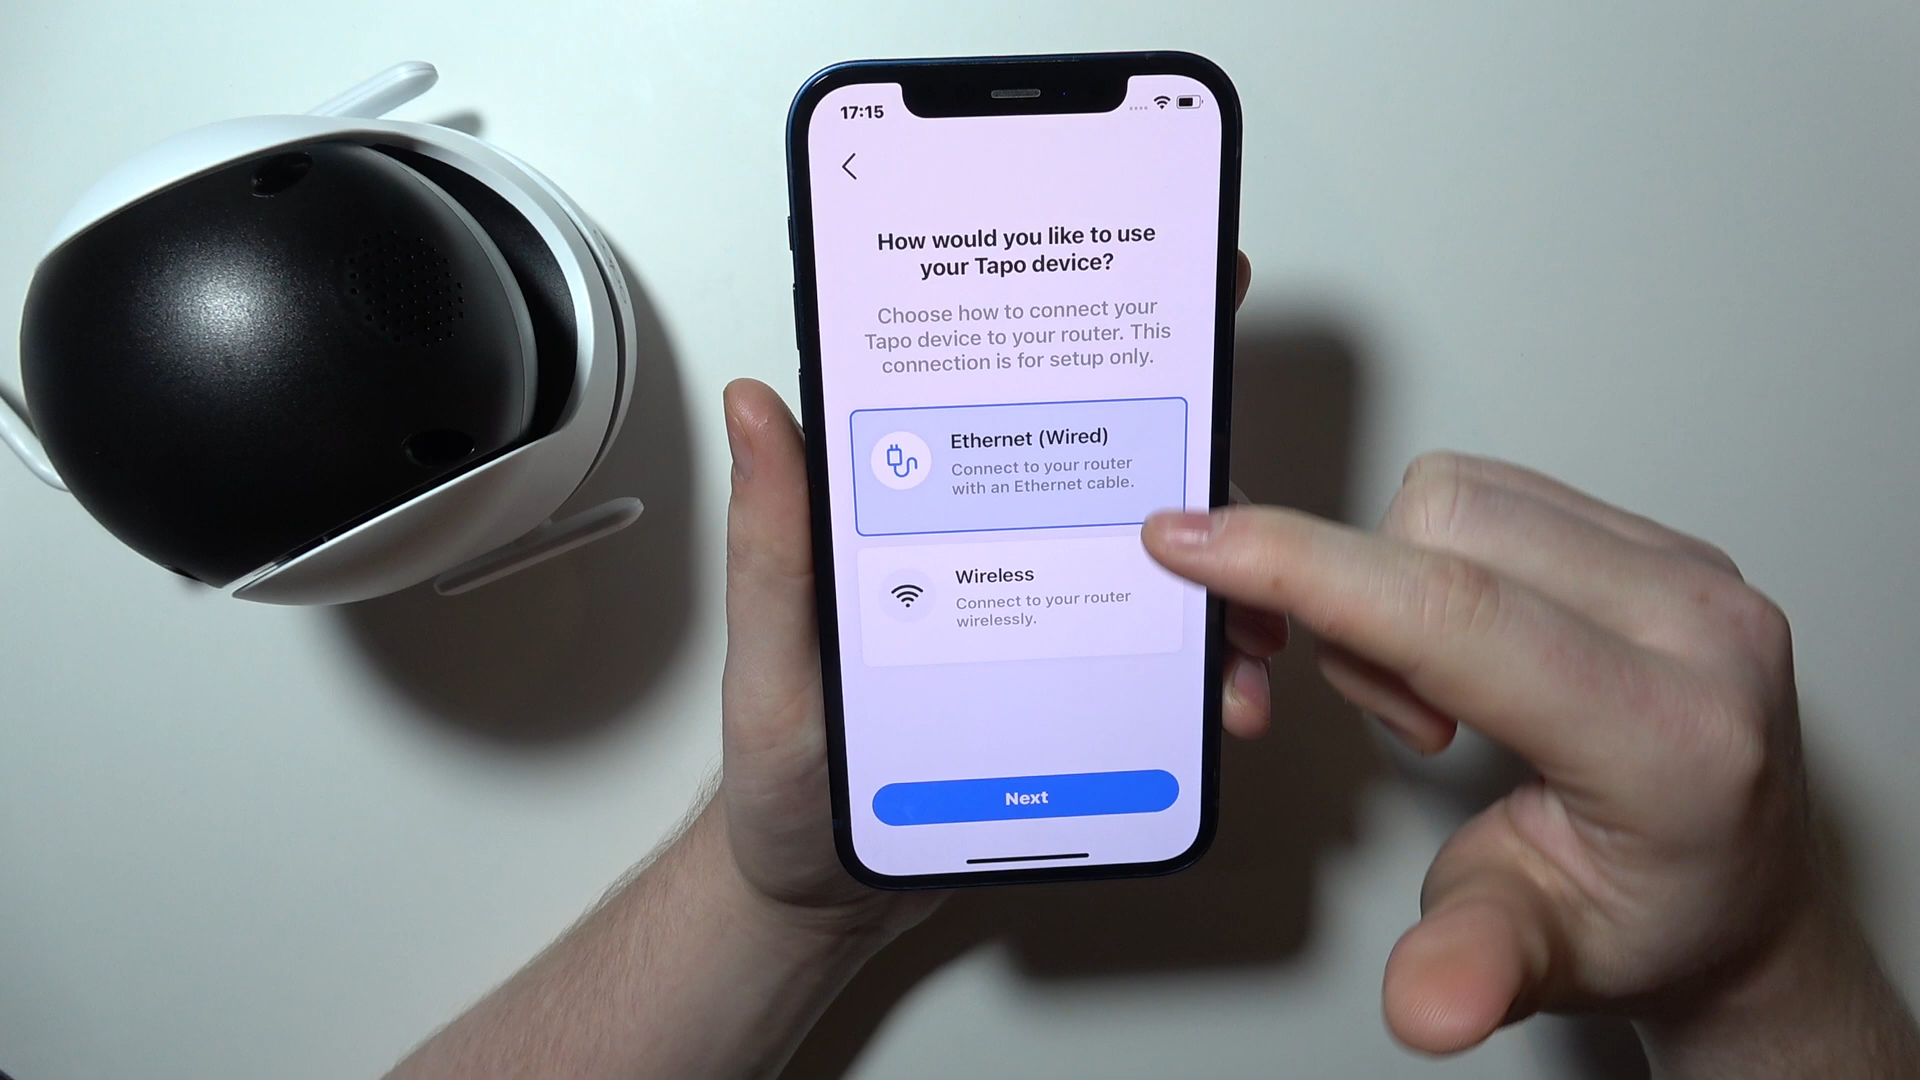 17:15
How would you like to use
your Tapo device?
Choose how to connect your
Tapo device to your router. This
connection is for setup only.
Ethernet (Wired)
Connect to your router
with an Ethernet cable.
Wireless
Connect to your router
wirelessly.
Next